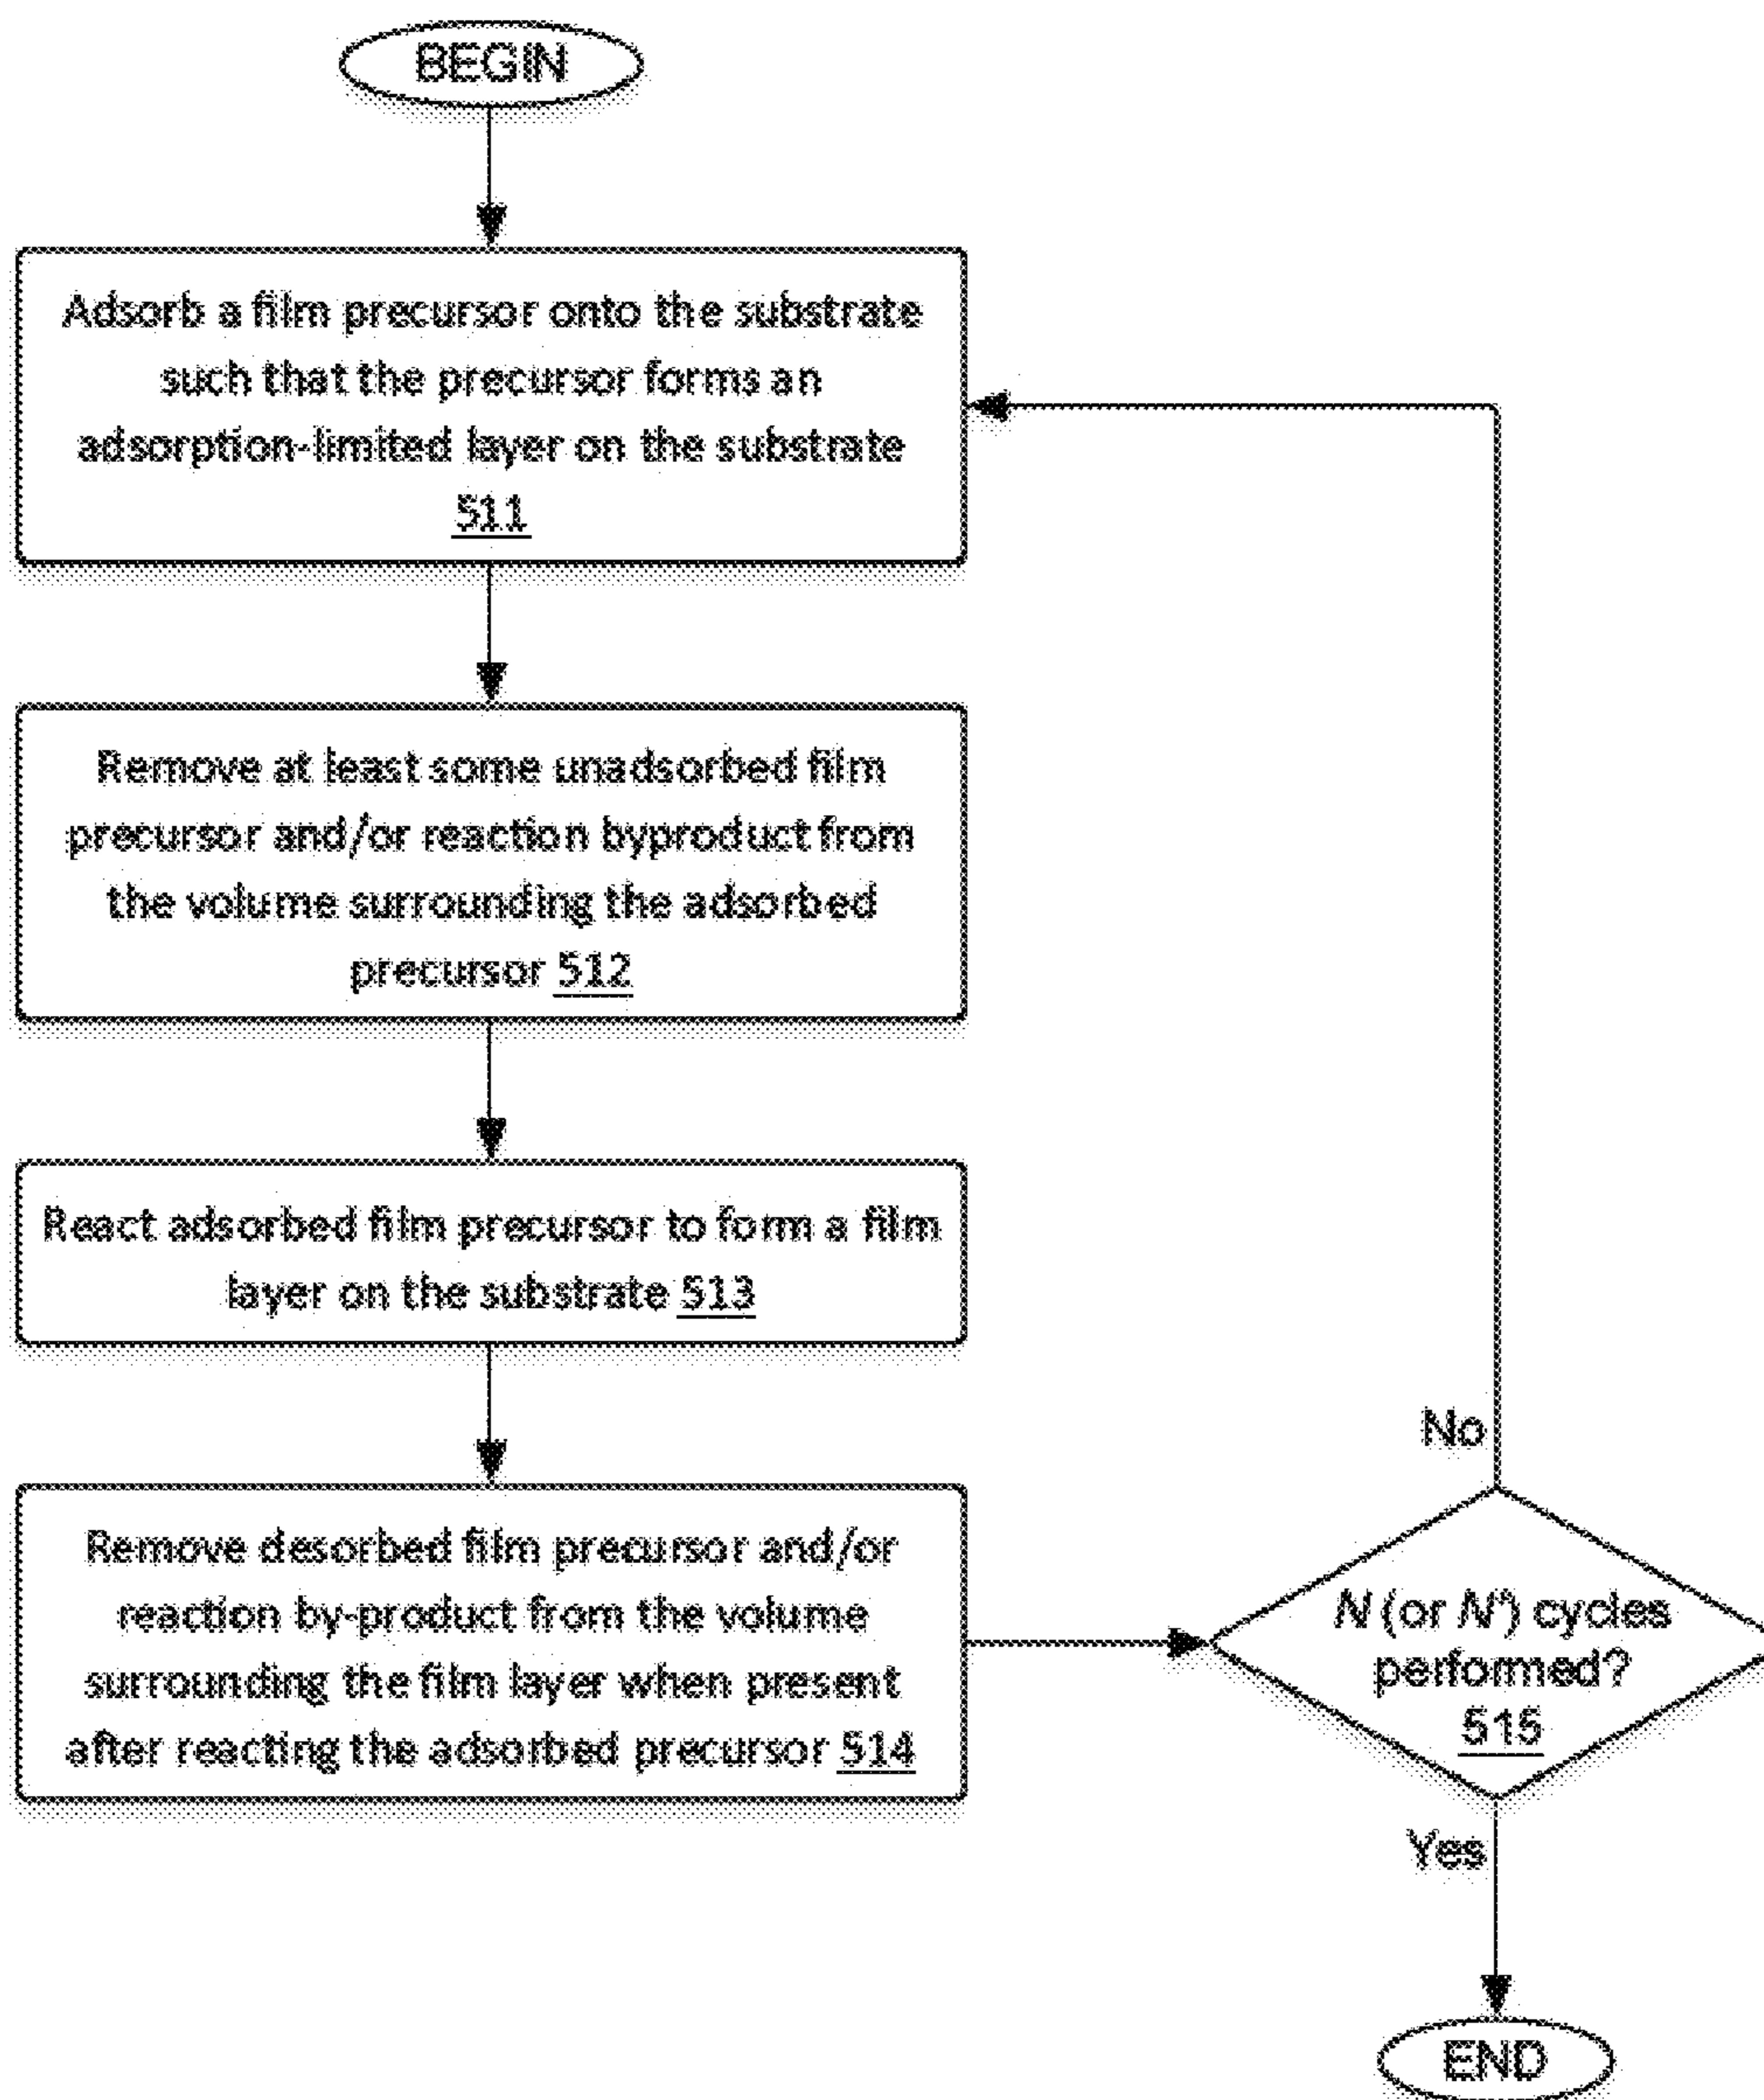 BEGIN
Adsorb a film precursor onto the substrate
such that the precursor forms an
adsorption-limited layer on the substrate
511
Remove at least some unadsorbed film
precursor and/or reaction byproduct from
the volume surrounding the adsorbed
precursor 512
React adsorbed film precursor to form a film
layer on the substrate 513
Remove desorbed film precursor and/or
reaction by-product from the volume
surrounding the film layer when present
after reacting the adsorbed precursor 514
No
N (or N') cycles
performed?
515
Yes
END